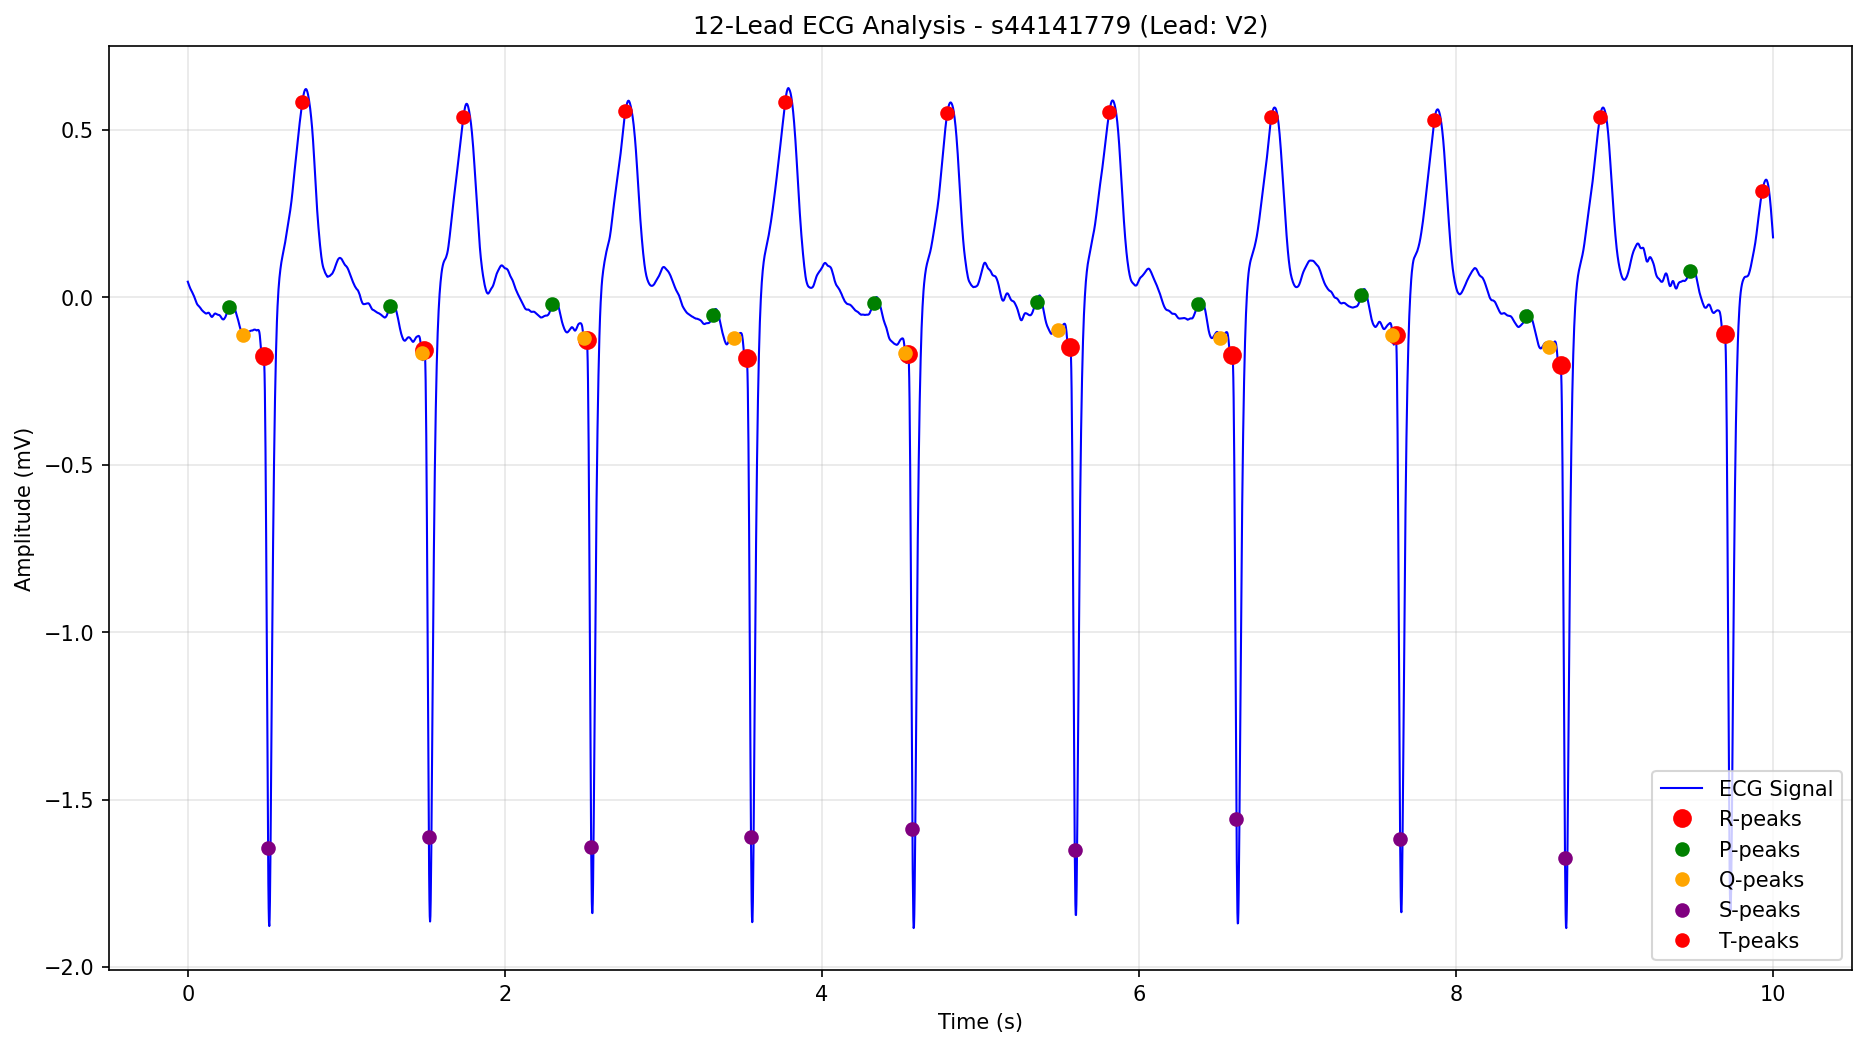 12-Lead ECG Analysis - s44141779 (Lead: V2)
Amplitude (mV)
0.5
0.0
−0.5
−1.0
−1.5
−2.0
0 2 4 6 8 10
Time (s)
ECG Signal
R-peaks
P-peaks
Q-peaks
S-peaks
T-peaks